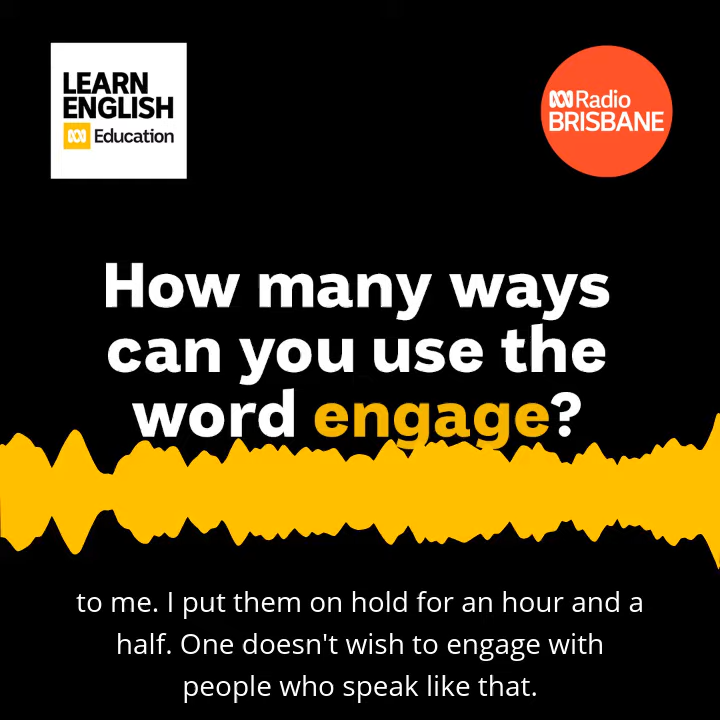 LEARN
ENGLISH
Education
Radio
BRISBANE
How many ways
can you use the
word engage?
to me. I put them on hold for an hour and a
half. One doesn't wish to engage with
people who speak like that.